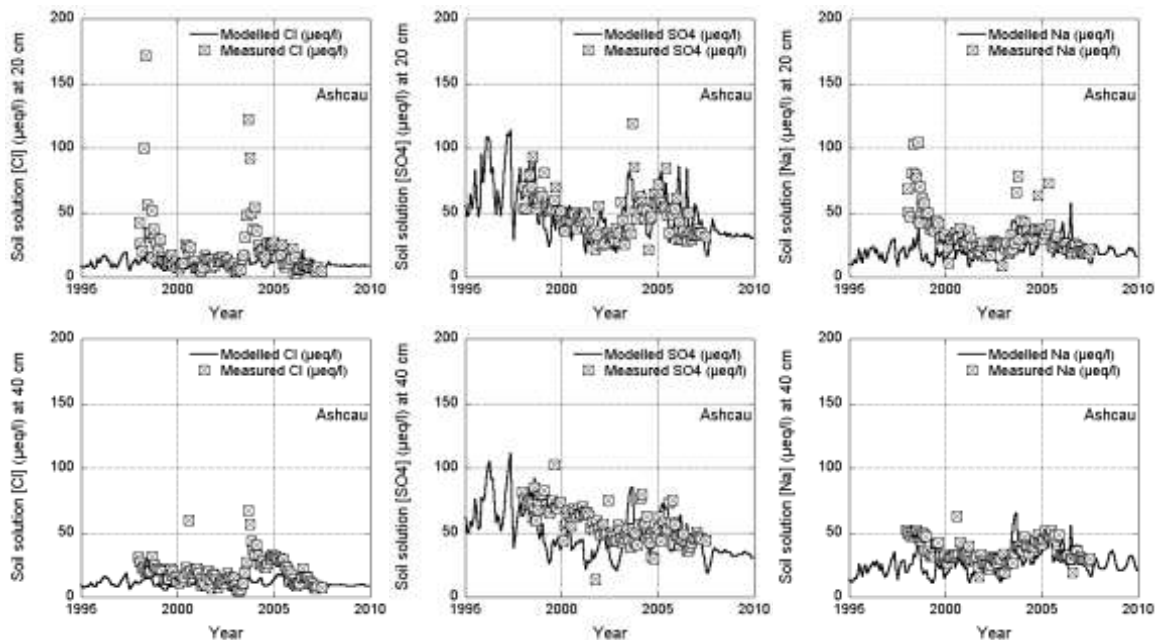 Soil solution [Cl] (µeq/l) at 20 cm
200
150
100
50
0
Modelled Cl (µeq/l)
Measured Cl (µeq/l)
Ashcau
1995
2000
2005
2010
Year
Soil solution [SO4] (µeq/l) at 20 cm
200
150
100
50
0
Modelled SO4 (µeq/l)
Measured SO4 (µeq/l)
Ashcau
1995
2000
2005
2010
Year
Soil solution [Na] (µeq/l) at 20 cm
200
150
100
50
0
Modelled Na (µeq/l)
Measured Na (µeq/l)
Ashcau
1995
2000
2005
2010
Year
Soil solution [Cl] (µeq/l) at 40 cm
200
150
100
50
0
Modelled Cl (µeq/l)
Measured Cl (µeq/l)
Ashcau
1995
2000
2005
2010
Year
Soil solution [SO4] (µeq/l) at 40 cm
200
150
100
50
0
Modelled SO4 (µeq/l)
Measured SO4 (µeq/l)
Ashcau
1995
2000
2005
2010
Year
Soil solution [Na] (µeq/l) at 40 cm
200
150
100
50
0
Modelled Na (µeq/l)
Measured Na (µeq/l)
Ashcau
1995
2000
2005
2010
Year